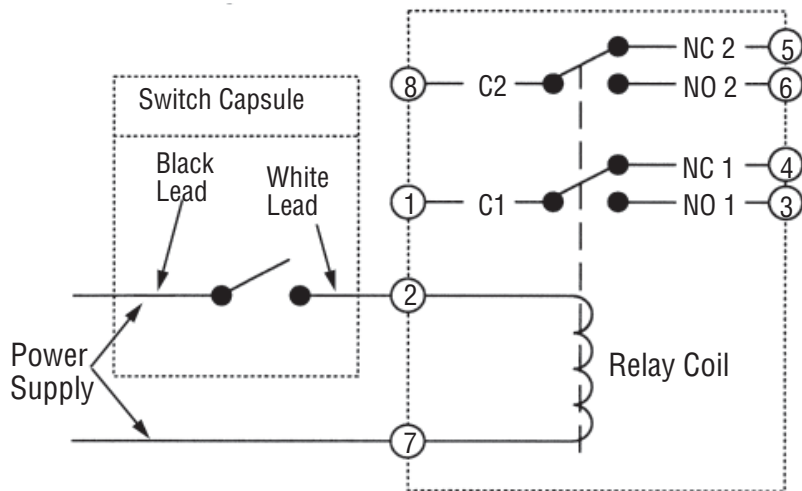 Switch Capsule
Black
Lead
White
Lead
Power
Supply
8 C2 NC 2 5
NO 2 6
1 C1 NC 1 4
NO 1 3
2
Relay Coil
7